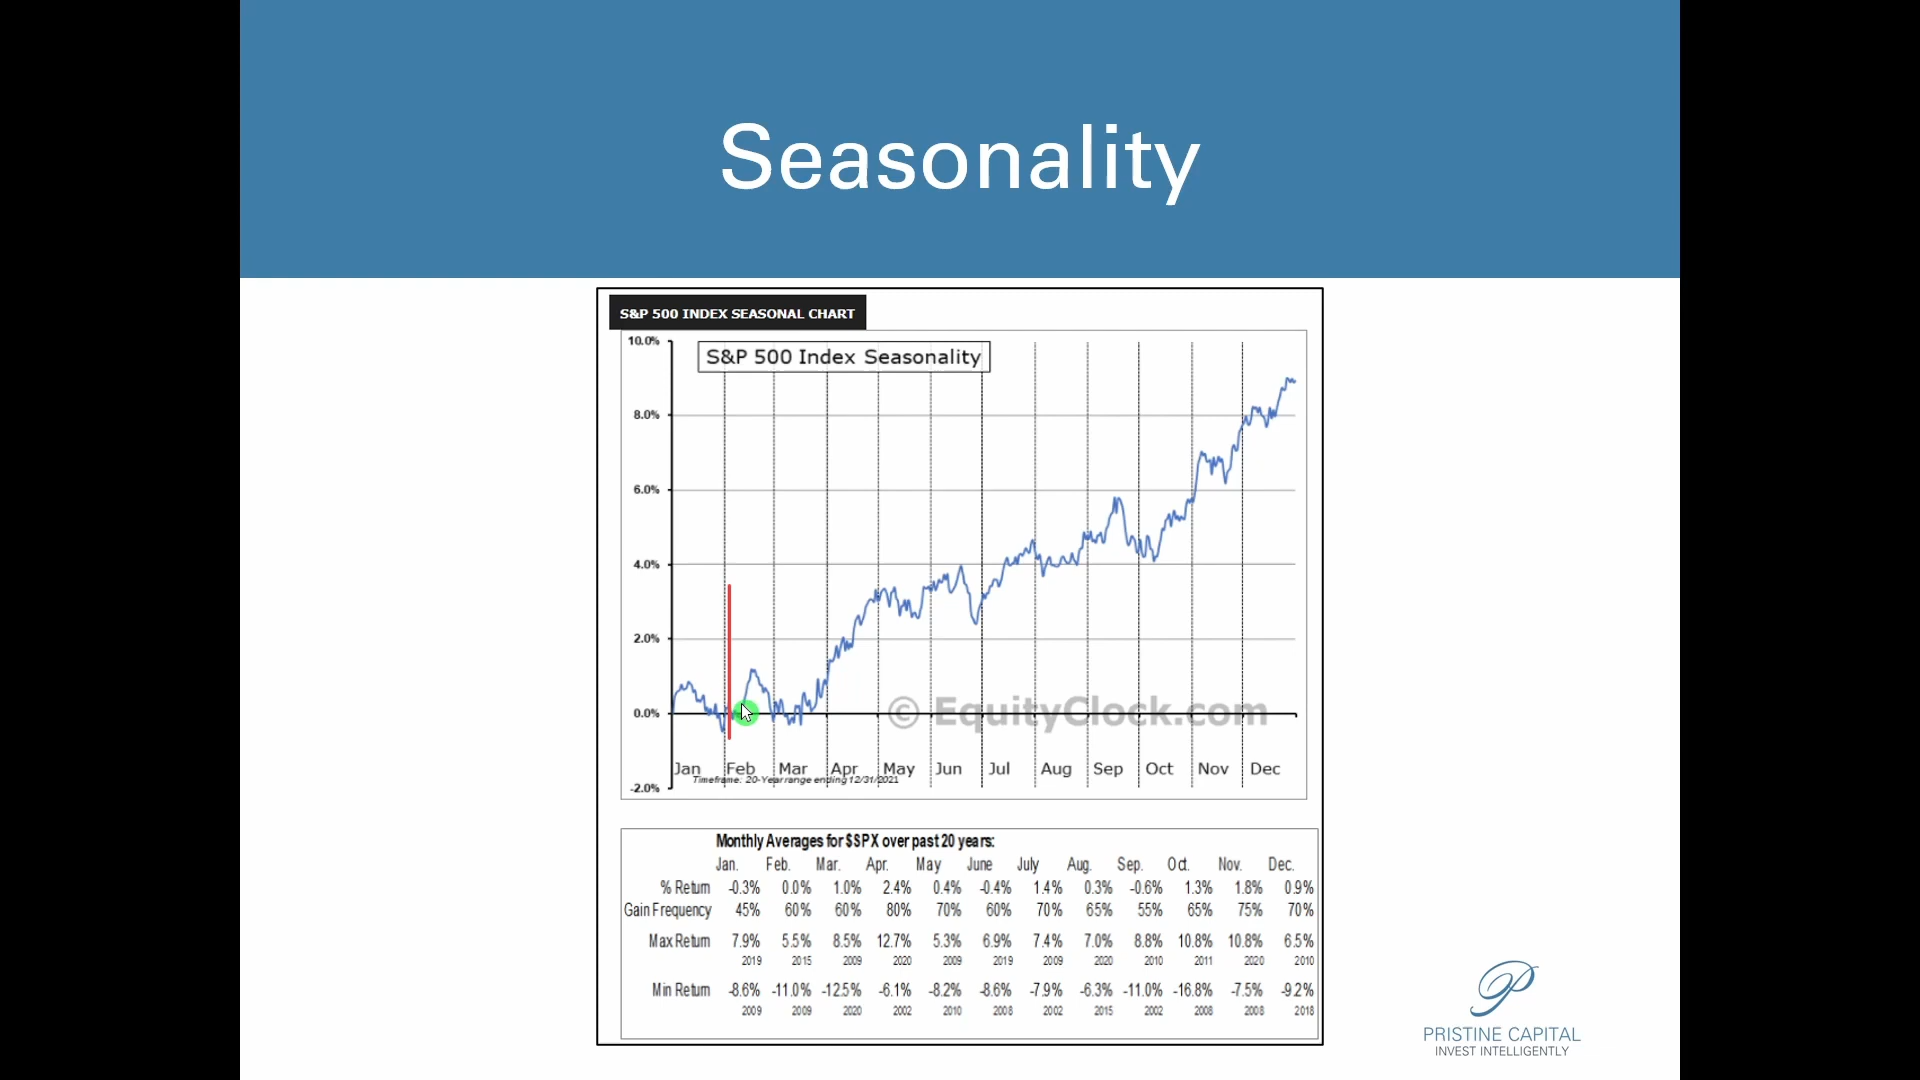 Seasonality
S&P 500 INDEX SEASONAL CHART
S&P 500 Index Seasonality
10.0%
8.0%
6.0%
4.0%
2.0%
0.0%
-2.0%
© EquityClock.com
Jan Feb Mar Apr May Jun Jul Aug Sep Oct Nov Dec
Timeframe: 20-Year range ending 12/31/2021
Monthly Averages for $SPX over past 20 years:
Jan. Feb. Mar. Apr. May June July Aug. Sep. Oct. Nov. Dec.
% Return -0.3% 0.0% 1.0% 2.4% 0.4% -0.4% 1.4% 0.3% -0.6% 1.3% 1.8% 0.9%
Gain Frequency 45% 60% 60% 80% 70% 60% 70% 65% 55% 65% 75% 70%
Max Return 7.9% 5.5% 8.5% 12.7% 5.3% 6.9% 7.4% 7.0% 8.8% 10.8% 10.8% 6.5%
2019 2015 2009 2020 2009 2019 2009 2020 2010 2011 2020 2010
Min Return -8.6% -11.0% -12.5% -6.1% -8.2% -8.6% -7.9% -6.3% -11.0% -16.8% -7.5% -9.2%
2009 2009 2020 2002 2010 2008 2002 2015 2002 2008 2008 2018
P
PRISTINE CAPITAL
INVEST INTELLIGENTLY